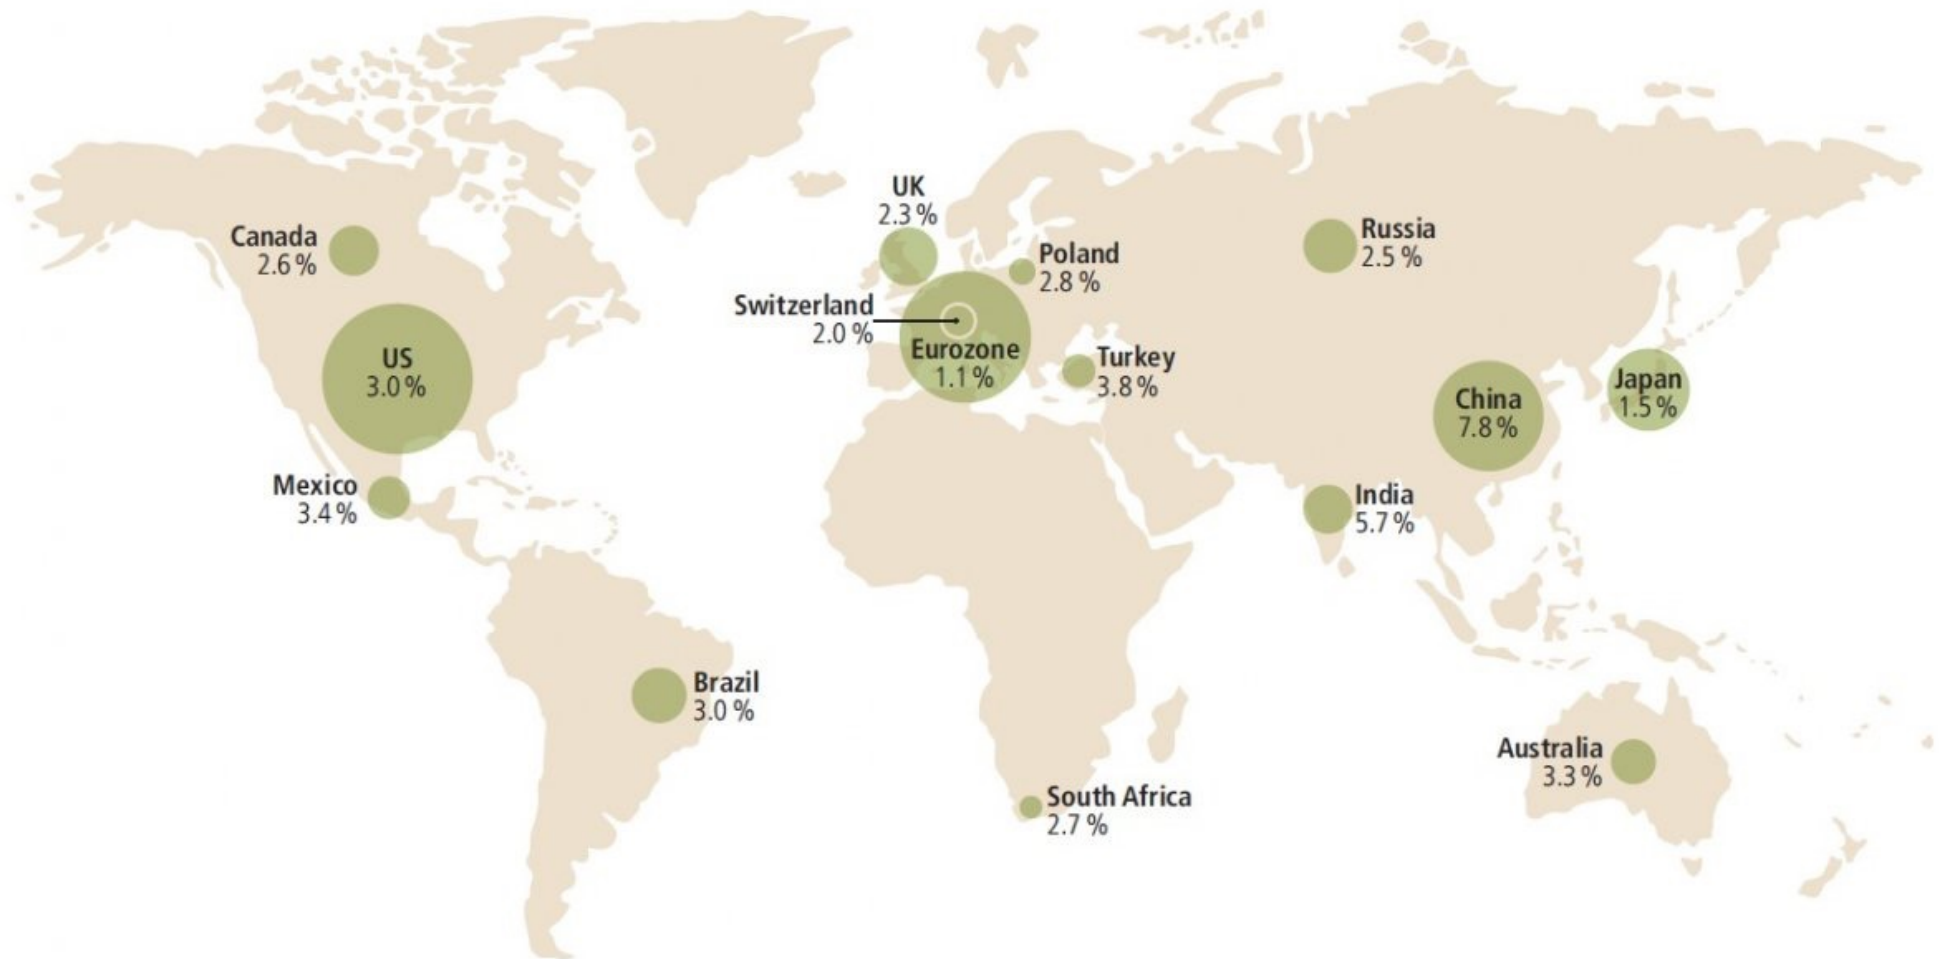 UK
2.3 %
Canada
2.6 %
Russia
2.5 %
Poland
2.8 %
Switzerland
2.0 %
Eurozone
1.1 %
US
3.0 %
Turkey
3.8 %
China
7.8 %
Japan
1.5 %
Mexico
3.4 %
India
5.7 %
Brazil
3.0 %
Australia
3.3 %
South Africa
2.7 %